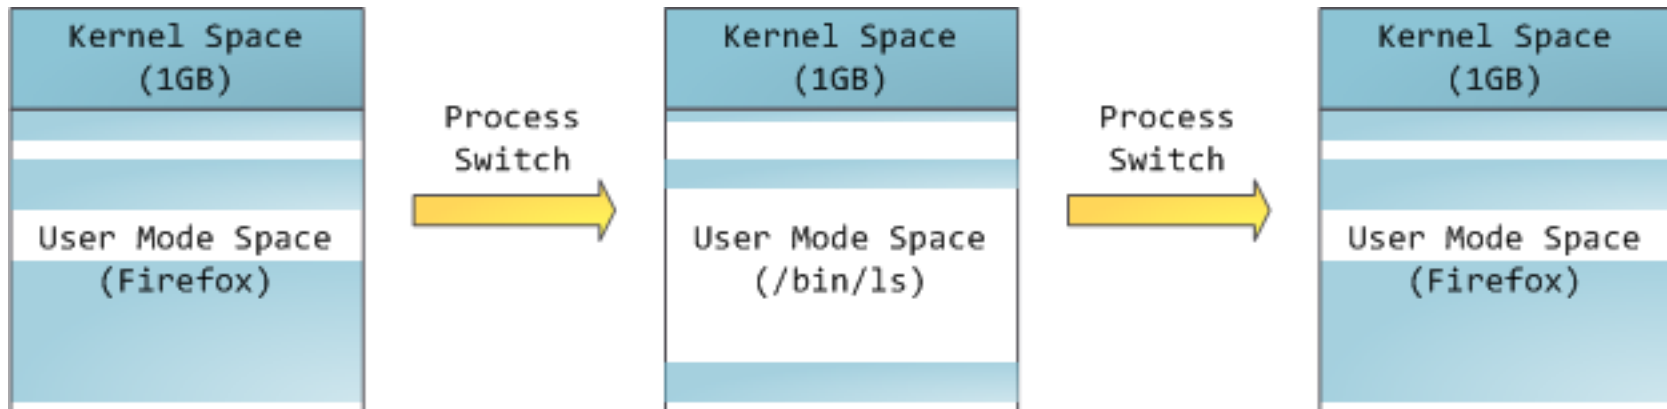 Kernel Space
(1GB)
User Mode Space
(Firefox)
Process
Switch
Kernel Space
(1GB)
User Mode Space
(/bin/ls)
Process
Switch
Kernel Space
(1GB)
User Mode Space
(Firefox)